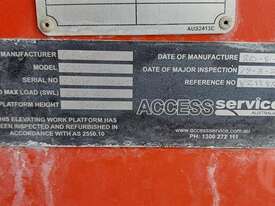 AUS2413C
MANUFACTURER
MODEL
SERIAL
D MAX LOAD (SWL)
PLATFORM HEIGHT
DATE OF MANUFACTURE
DATE OF MAJOR INSPECTION
REFERENCE NO
ACCESS service
AUSTRALIA
THIS ELEVATING WORK PLATFORM HAS
BEEN INSPECTED AND REFURBISHED IN
ACCORDANCE WITH AS 2550.10
www.accessservice.com.au
PH: 1300 272 111